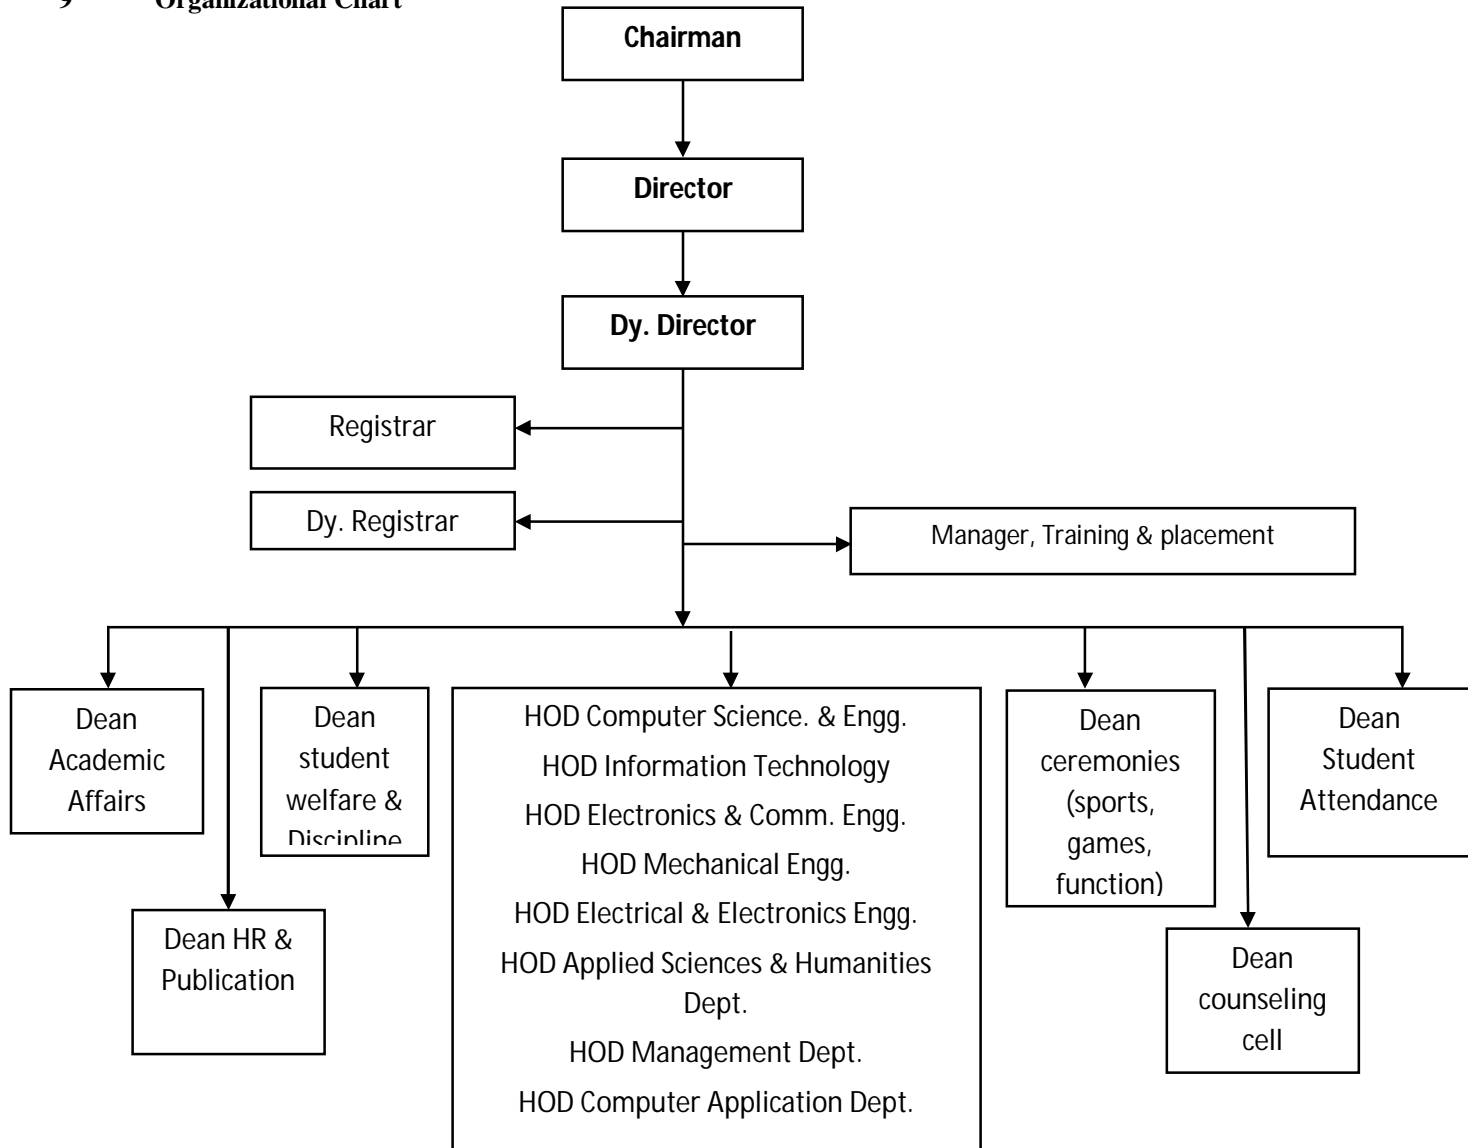 9 Organizational Chart
Chairman
Director
Dy. Director
Registrar
Dy. Registrar
Manager, Training & placement
Dean
Academic
Affairs
Dean
student
welfare &
Discipline
HOD Computer Science. & Engg.
HOD Information Technology
HOD Electronics & Comm. Engg.
HOD Mechanical Engg.
HOD Electrical & Electronics Engg.
HOD Applied Sciences & Humanities
Dept.
HOD Management Dept.
HOD Computer Application Dept.
Dean
ceremonies
(sports,
games,
function)
Dean
Student
Attendance
Dean HR &
Publication
Dean
counseling
cell